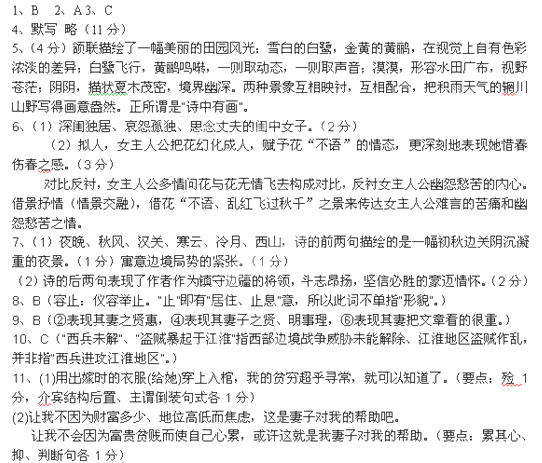 1、B 2、A 3、C
4、默写 略（11分）
5、（4分）颔联描绘了一幅美丽的田园风光：雪白的白鹭，金黄的黄鹂，在视觉上自有色彩
浓淡的差异；白鹭飞行，黄鹂鸣啭，一则取动态，一则取声音；漠漠，形容水田广布，视野
苍茫；阴阴，描状夏木茂密，境界幽深。两种景象互相映衬，互相配合，把积雨天气的辋川
山野写得画意盎然。正所谓是"诗中有画"。
6、（1）深闺独居、哀怨孤独、思念丈夫的闺中女子。（2分）
（2）拟人，女主人公把花幻化成人，赋予花"不语"的情态，更深刻地表现她惜春
伤春之感。（3分）
对比反衬，女主人公多情问花与花无情飞去构成对比，反衬女主人公幽怨愁苦的内心。
借景抒情（情景交融），借花"不语、乱红飞过秋千"之景来传达女主人公难言的苦痛和幽
怨愁苦之情。
7、（1）夜晚、秋风、汉关、寒云、冷月、西山，诗的前两句描绘的是一幅初秋边关阴沉凝
重的夜景。（1分）寓意边境局势的紧张。（1分）
（2）诗的后两句表现了作者作为镇守边疆的将领，斗志昂扬，坚信必胜的豪迈情怀。（2分）
8、B（容止：仪容举止。"止"即有"居住、止息"意，所以此词不单指"形貌"。）
9、B（②表现其妻之贤惠，④表现其妻子之贤、明事理，⑥表现其妻把文章看的很重。）
10、C（"西兵未解"、"盗贼暴起于江淮"指西部边境战争威胁未能解除、江淮地区盗贼作乱，
并非指"西兵进攻江淮地区"。）
11、(1)用出嫁时的衣服(给她)穿上入棺，我的贫穷超乎寻常，就可以知道了。（要点：殓 1
分，介宾结构后置、主谓倒装句式各1分）
(2)让我不因为财富多少、地位高低而焦虑，这是妻子对我的帮助吧。
让我不会因为富贵贫贱而使自己心累，或许这就是我妻子对我的帮助。（要点：累其心、
抑、判断句各1分）